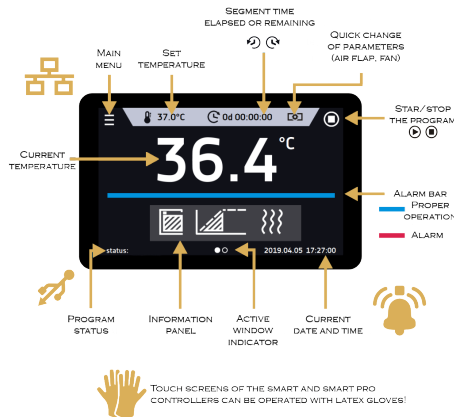 SEGMENT TIME
ELAPSED OR REMAINING
QUICK CHANGE
OF PARAMETERS
(AIR FLAP, FAN)
MAIN
MENU
SET
TEMPERATURE
STAR/STOP
THE PROGRAM
37.0°C
0d 00:00:00
36.4°C
CURRENT
TEMPERATURE
ALARM BAR
PROPER
OPERATION
ALARM
status:
2019.04.05 17:27:00
PROGRAM
STATUS
INFORMATION
PANEL
ACTIVE
WINDOW
INDICATOR
CURRENT
DATE AND TIME
TOUCH SCREENS OF THE SMART AND SMART PRO
CONTROLLERS CAN BE OPERATED WITH LATEX GLOVES!